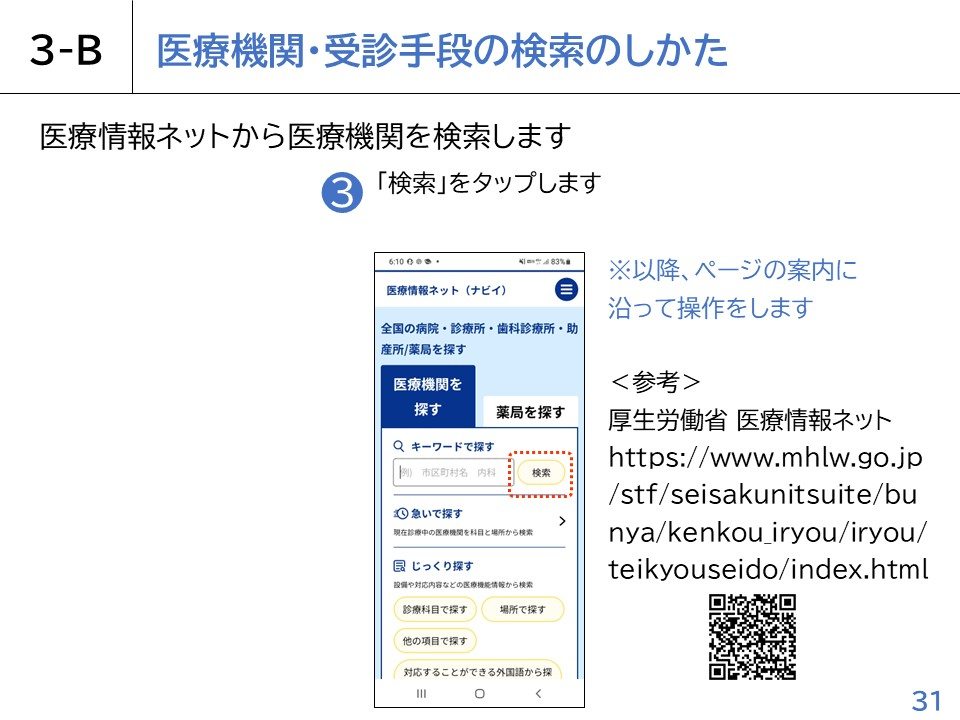 3-B
医療機関・受診手段の検索のしかた
医療情報ネットから医療機関を検索します
3
「検索」をタップします
6:10
83%
医療情報ネット（ナビイ）
全国の病院・診療所・歯科診療所・助
産所/薬局を探す
医療機関を
探す
薬局を探す
キーワードで探す
例) 市区町村名 内科
検索
急いで探す
現在診療中の医療機関を科目と場所から検索
じっくり探す
設備や対応内容などの医療機能情報から検索
診療科目で探す
場所で探す
他の項目で探す
対応することができる外国語から探
※以降、ページの案内に
沿って操作をします
＜参考＞
厚生労働省 医療情報ネット
https://www.mhlw.go.jp
/stf/seisakunitsuite/bu
nya/kenkou_iryou/iryou/
teikyouseido/index.html
31